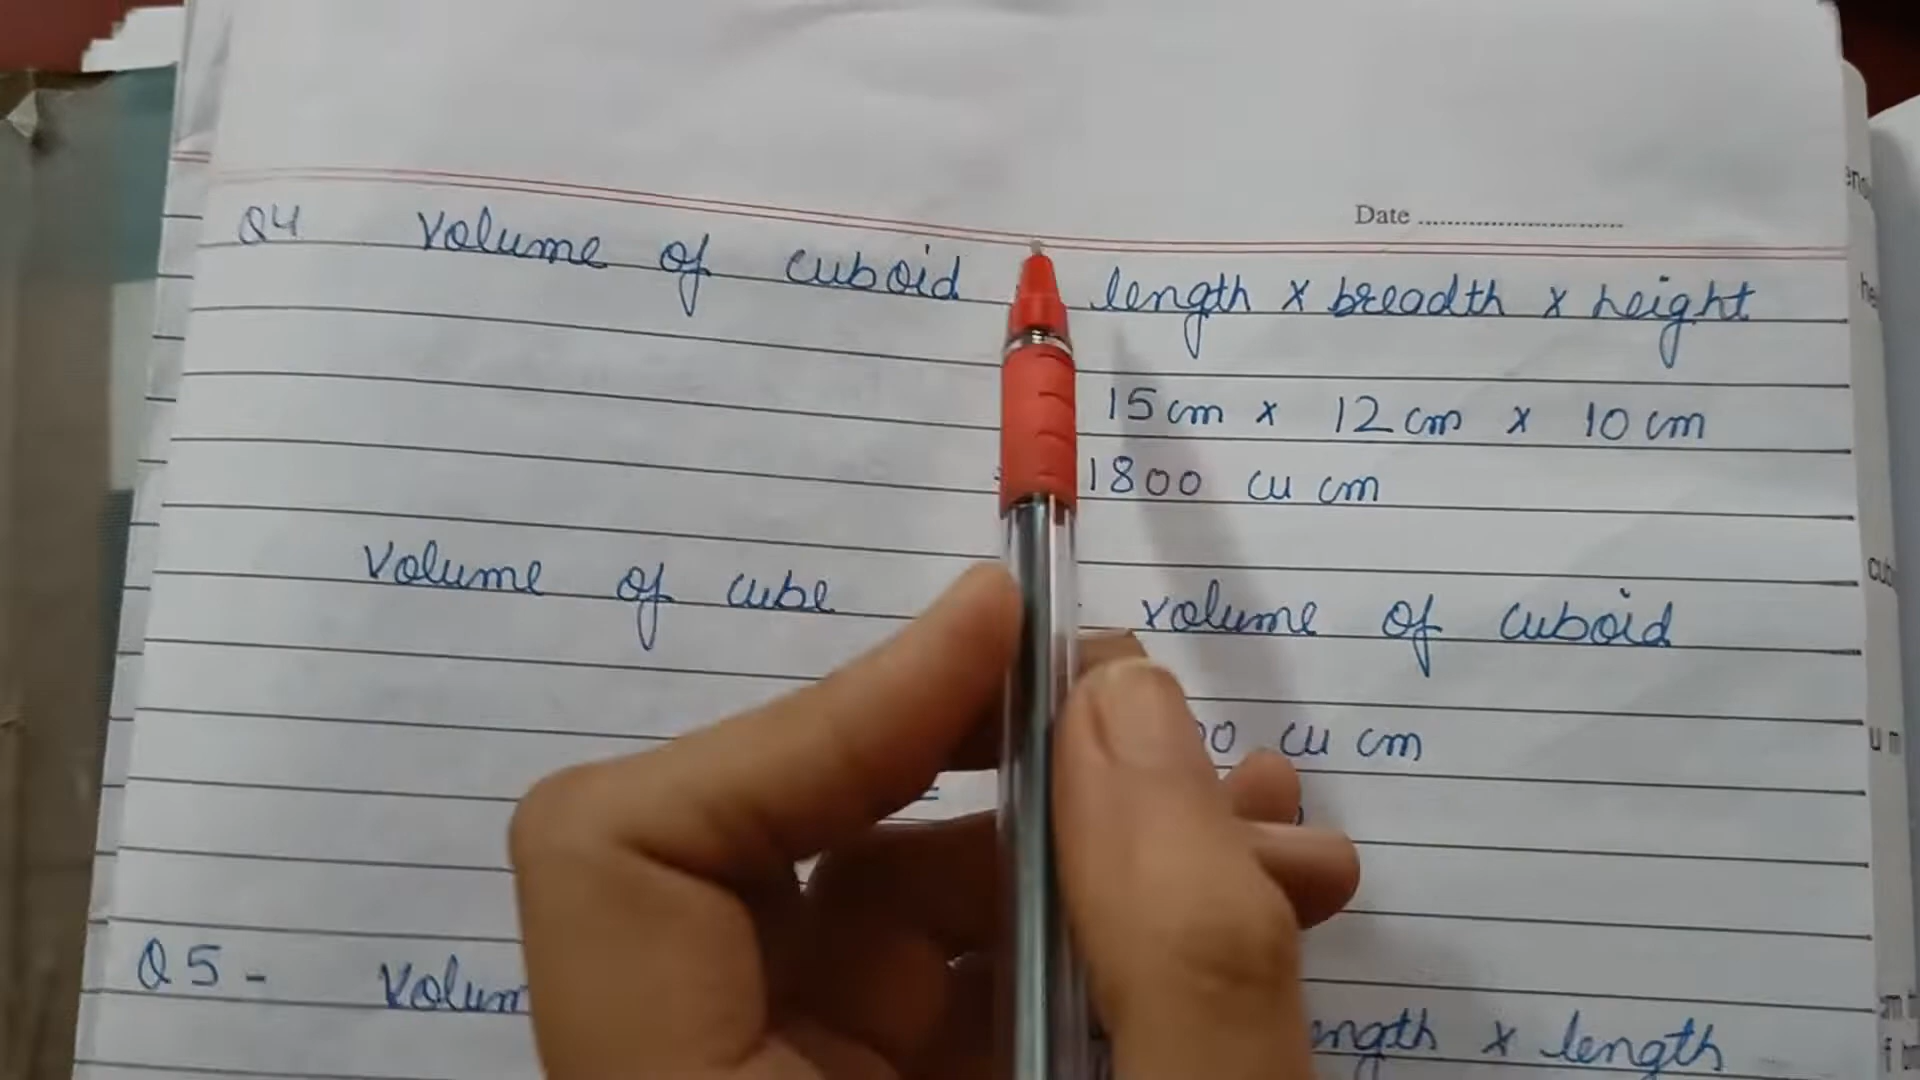 Date
Q4 Volume of cuboid length x breadth x height
15 cm x 12 cm x 10 cm
1800 cu cm
Volume of cube volume of cuboid
cu cm
=
Q5 - length